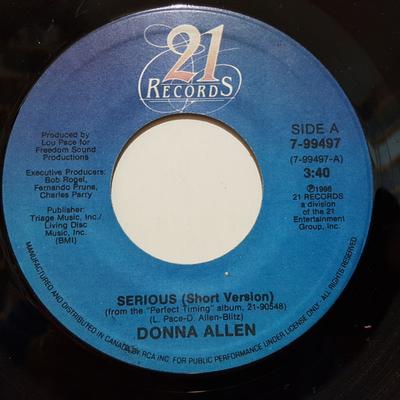 21
RECORDS
Produced by
Lou Pace for
Freedom Sound
Productions
Executive Producers:
Bob Rogel,
Fernando Pruna,
Charles Parry
Publisher:
Triage Music, Inc./
Living Disc
Music, Inc.
(BMI)
SIDE A
7-99497
(7-99497-A)
3:40
℗1986
21 RECORDS
a division
of the 21
Entertainment
Group, Inc.
SERIOUS (Short Version)
(from the "Perfect Timing" album, 21-90548)
(L. Pace-D. Allen-Blitz)
DONNA ALLEN
MANUFACTURED AND DISTRIBUTED IN CANADA BY RCA INC. FOR PUBLIC PERFORMANCE UNDER LICENSE ONLY. ALL RIGHTS RESERVED.